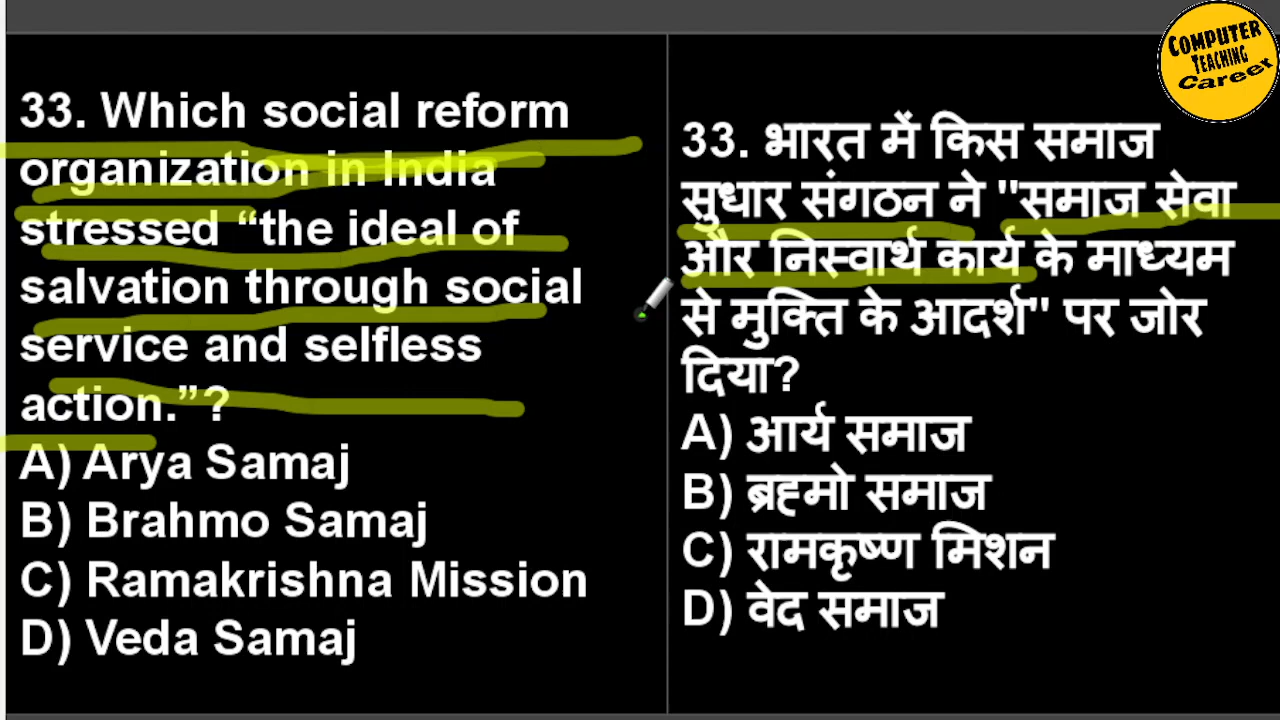 COMPUTER
TEACHING
Career
33. Which social reform
organization in India
stressed “the ideal of
salvation through social
service and selfless
action.”?
A) Arya Samaj
B) Brahmo Samaj
C) Ramakrishna Mission
D) Veda Samaj
33. भारत में किस समाज
सुधार संगठन ने "समाज सेवा
और निस्वार्थ कार्य के माध्यम
से मुक्ति के आदर्श" पर जोर
दिया?
A) आर्य समाज
B) ब्रह्मो समाज
C) रामकृष्ण मिशन
D) वेद समाज